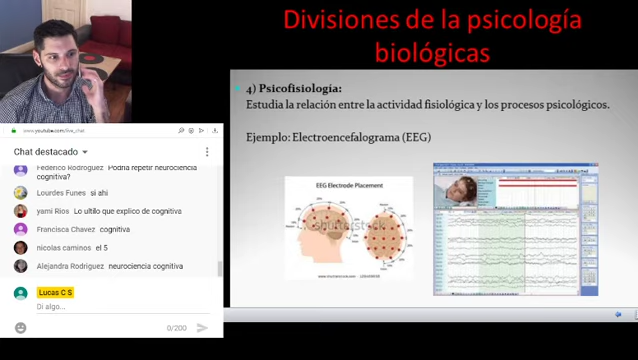 Divisiones de la psicología
biológicas
4) Psicofisiología:
Estudia la relación entre la actividad fisiológica y los procesos psicológicos.
Ejemplo: Electroencefalograma (EEG)
EEG Electrode Placement
shutterstock
www.youtube.com/live_chat
Chat destacado
Federico Rodroguez Podria repetir neurociencia
cognitiva?
Lourdes Funes si ahi
yami Rios Lo ultilo que explico de cognitiva
Francisca Chavez cognitiva
nicolas caminos el 5
Alejandra Rodriguez neurociencia cognitiva
Lucas C S
Di algo...
0/200